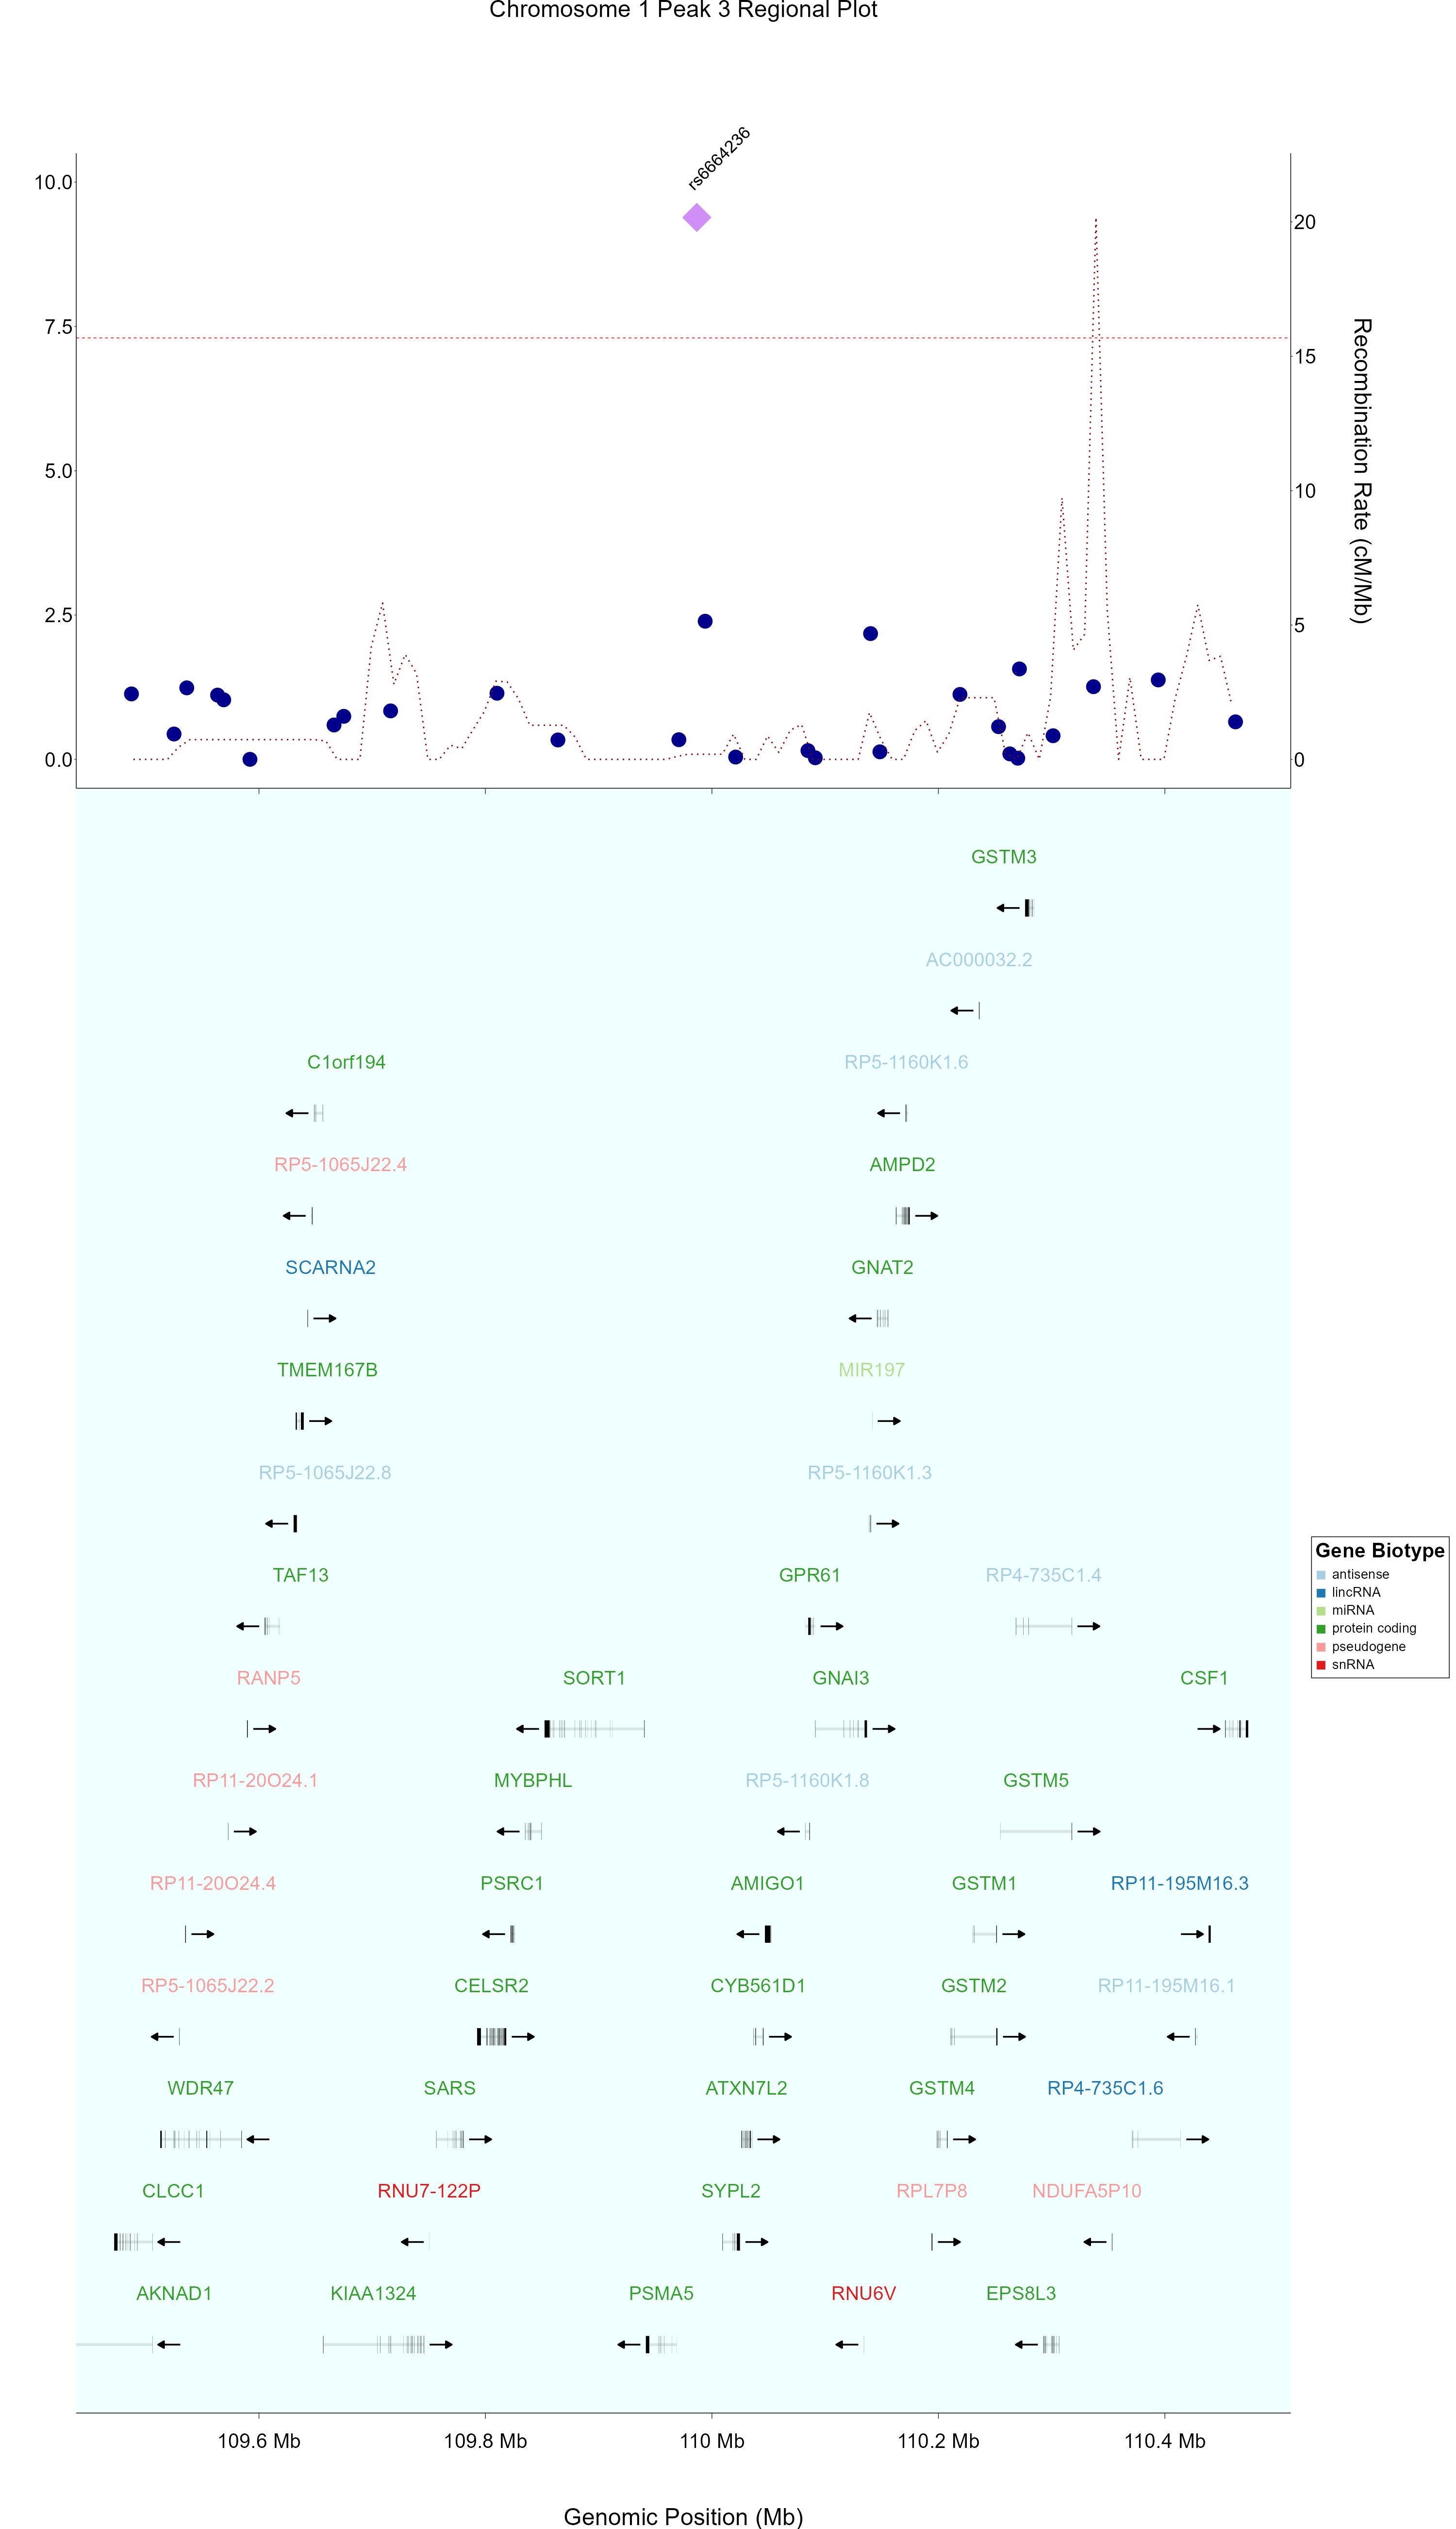 Chromosome 1 Peak 3 Regional Plot
rs6664236
10.0
7.5
5.0
2.5
0.0
20
15
10
5
0
Recombination Rate (cM/Mb)
GSTM3
AC000032.2
C1orf194
RP5-1160K1.6
RP5-1065J22.4
AMPD2
SCARNA2
GNAT2
TMEM167B
MIR197
RP5-1065J22.8
RP5-1160K1.3
TAF13
GPR61
RP4-735C1.4
RANP5
SORT1
GNAI3
CSF1
RP11-20O24.1
MYBPHL
RP5-1160K1.8
GSTM5
RP11-20O24.4
PSRC1
AMIGO1
GSTM1
RP11-195M16.3
RP5-1065J22.2
CELSR2
CYB561D1
GSTM2
RP11-195M16.1
WDR47
SARS
ATXN7L2
GSTM4
RP4-735C1.6
CLCC1
RNU7-122P
SYPL2
RPL7P8
NDUFA5P10
AKNAD1
KIAA1324
PSMA5
RNU6V
EPS8L3
Gene Biotype
antisense
lincRNA
miRNA
protein coding
pseudogene
snRNA
109.6 Mb
109.8 Mb
110 Mb
110.2 Mb
110.4 Mb
Genomic Position (Mb)